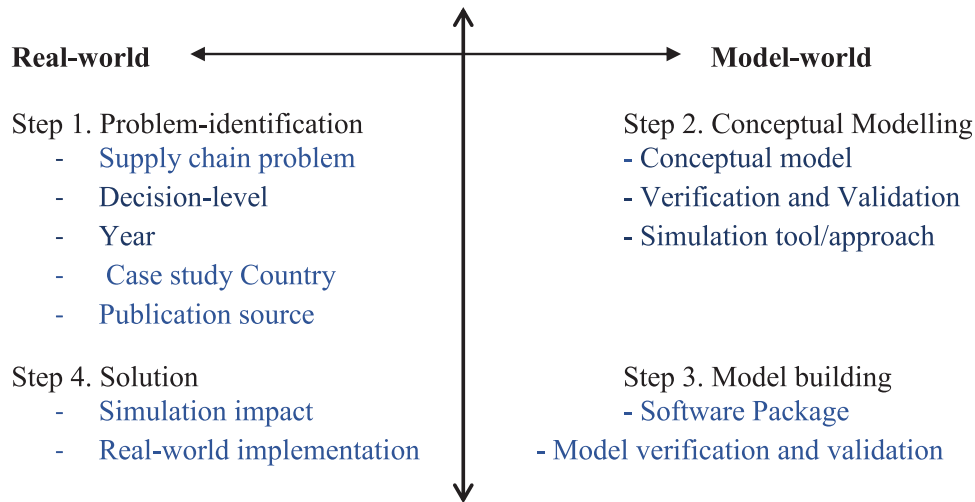 Real-world
Model-world
Step 1. Problem-identification
- Supply chain problem
- Decision-level
- Year
- Case study Country
- Publication source
Step 2. Conceptual Modelling
- Conceptual model
- Verification and Validation
- Simulation tool/approach
Step 4. Solution
- Simulation impact
- Real-world implementation
Step 3. Model building
- Software Package
- Model verification and validation